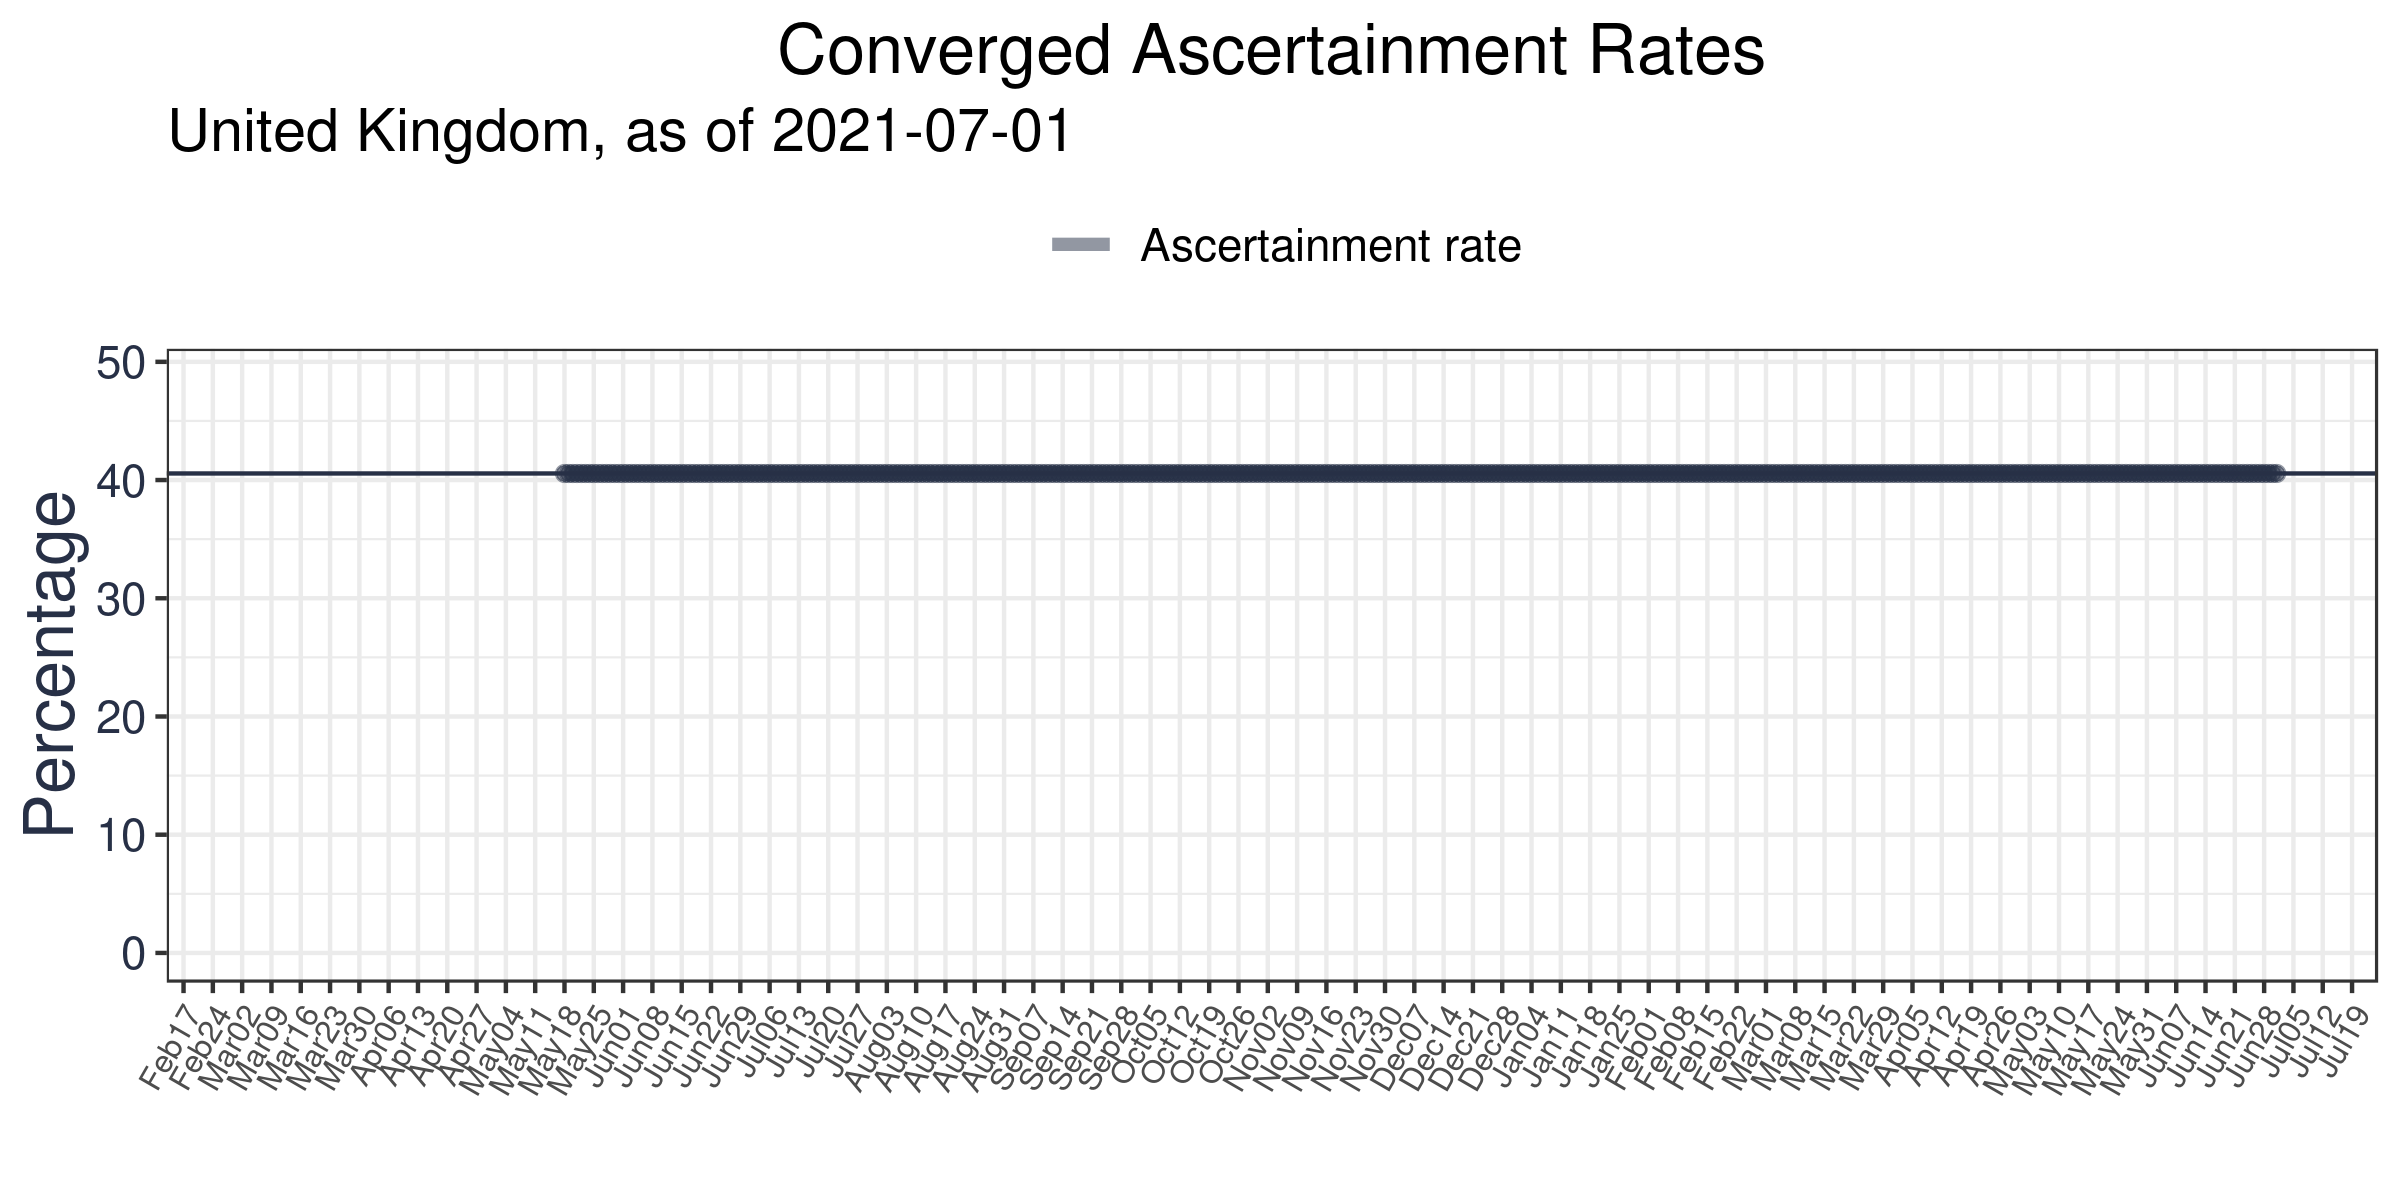 Converged Ascertainment Rates
United Kingdom, as of 2021-07-01
Ascertainment rate
Percentage
50
40
30
20
10
0
Feb17
Feb24
Mar02
Mar09
Mar16
Mar23
Mar30
Apr06
Apr13
Apr20
Apr27
May04
May11
May18
May25
Jun01
Jun08
Jun15
Jun22
Jun29
Jul06
Jul13
Jul20
Jul27
Aug03
Aug10
Aug17
Aug24
Aug31
Sep07
Sep14
Sep21
Sep28
Oct05
Oct12
Oct19
Oct26
Nov02
Nov09
Nov16
Nov23
Nov30
Dec07
Dec14
Dec21
Dec28
Jan04
Jan11
Jan18
Jan25
Feb01
Feb08
Feb15
Feb22
Mar01
Mar08
Mar15
Mar22
Mar29
Apr05
Apr12
Apr19
Apr26
May03
May10
May17
May24
May31
Jun07
Jun14
Jun21
Jun28
Jul05
Jul12
Jul19